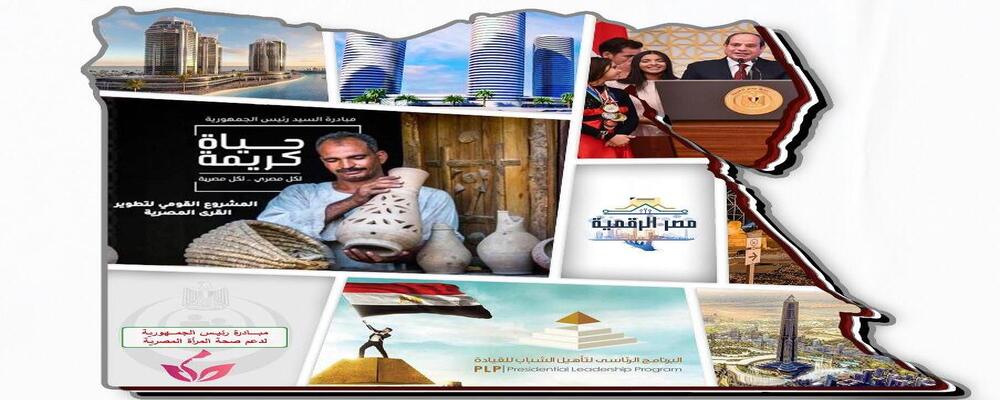 مبادرة السيد رئيس الجمهورية
حياة
كريمة
لكل مصري .. لكل مصرية
المشروع القومي لتطوير
القرى المصرية
مصر الرقمية
مبادرة رئيس الجمهورية
لدعم صحة المرأة المصرية
البرنامج الرئاسي لتأهيل الشباب للقيادة
PLP | Presidential Leadership Program